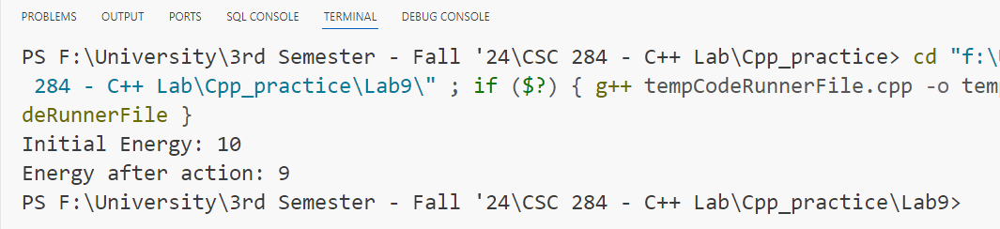 PROBLEMS OUTPUT PORTS SQL CONSOLE TERMINAL DEBUG CONSOLE
PS F:\University\3rd Semester - Fall '24\CSC 284 - C++ Lab\Cpp_practice> cd "f:\
284 - C++ Lab\Cpp_practice\Lab9\" ; if ($?) { g++ tempCodeRunnerFile.cpp -o tem
deRunnerFile }
Initial Energy: 10
Energy after action: 9
PS F:\University\3rd Semester - Fall '24\CSC 284 - C++ Lab\Cpp_practice\Lab9>